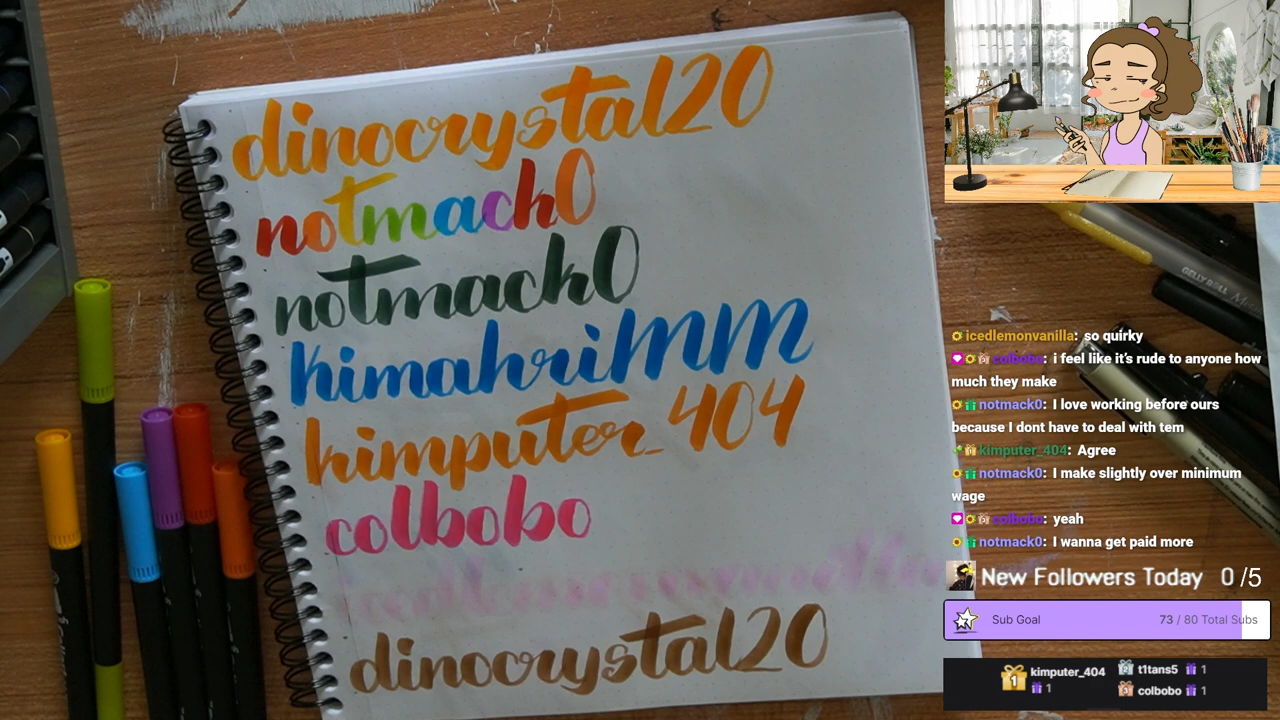 dinocrystal20
notmack0
notmack0
kimahriMM
kimputer_404
colbobo
dinocrystal20
GELLY ROLL
icedlemonvanilla: so quirky
colbobo: i feel like it's rude to anyone how
much they make
notmack0: I love working before ours
because I dont have to deal with tem
kimputer_404: Agree
notmack0: I make slightly over minimum
wage
colbobo: yeah
notmack0: I wanna get paid more
New Followers Today 0 /5
Sub Goal 73 / 80 Total Subs
kimputer_404
1
1
t1tans5 1
colbobo 1